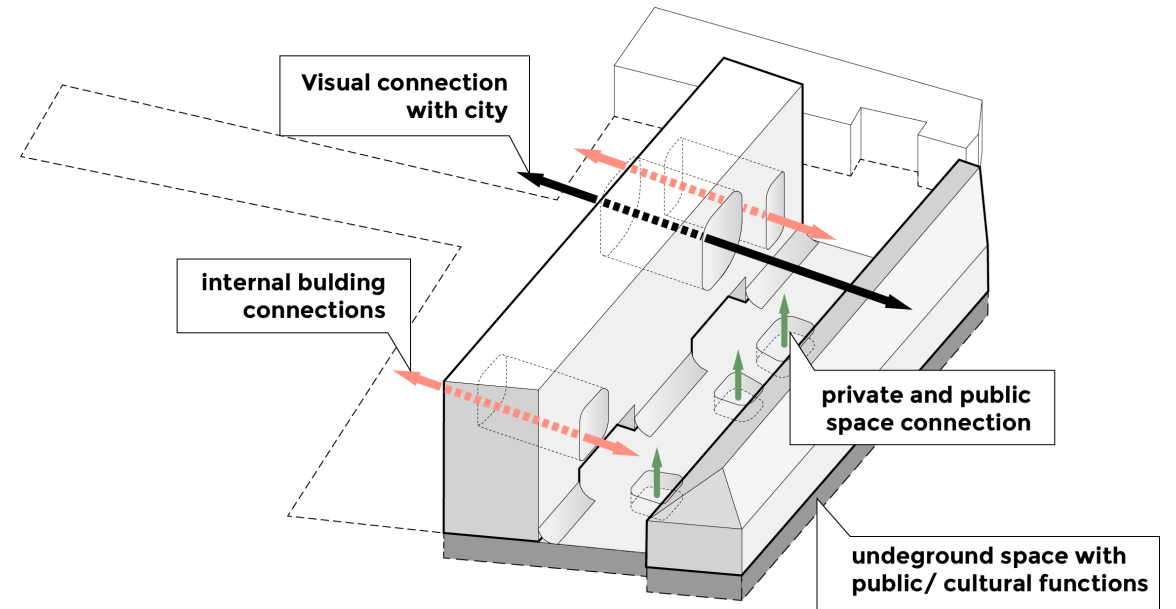 Visual connection
with city
internal bulding
connections
private and public
space connection
undeground space with
public/ cultural functions